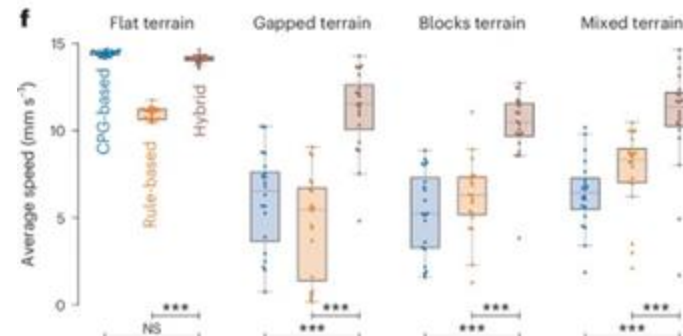 f
Flat terrain
Gapped terrain
Blocks terrain
Mixed terrain
Average speed (mm s⁻¹)
15
10
5
0
CPG-based
Rule-based
Hybrid
***
***
***
***
NS
***
***
***